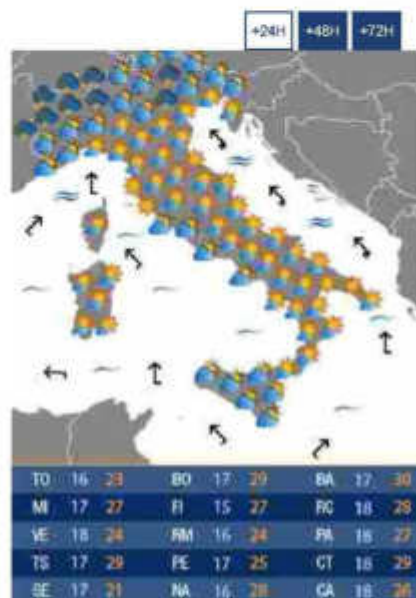 +24H +48H +72H
TO 16 23 BO 17 29 BA 17 30
MI 17 27 FI 15 27 RC 18 28
VE 18 24 RM 16 24 PA 18 27
TS 17 29 PE 17 25 CT 18 29
GE 17 21 NA 16 28 CA 18 26